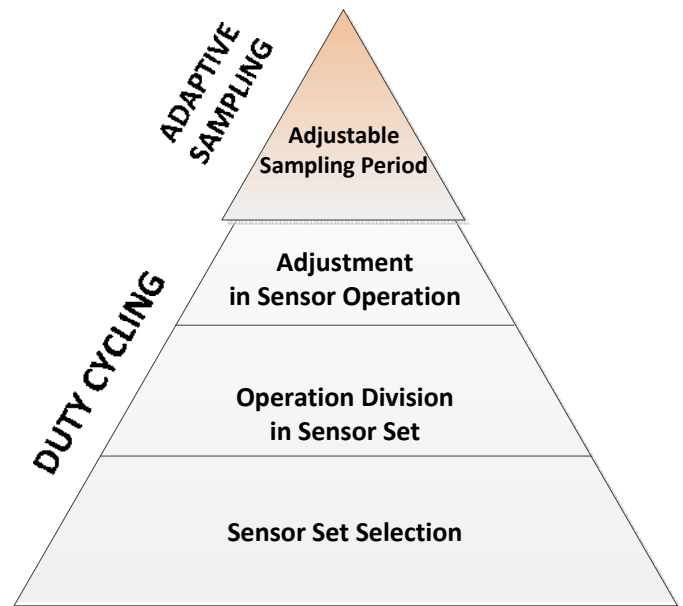 ADAPTIVE
SAMPLING
Adjustable
Sampling Period
Adjustment
in Sensor Operation
DUTY CYCLING
Operation Division
in Sensor Set
Sensor Set Selection